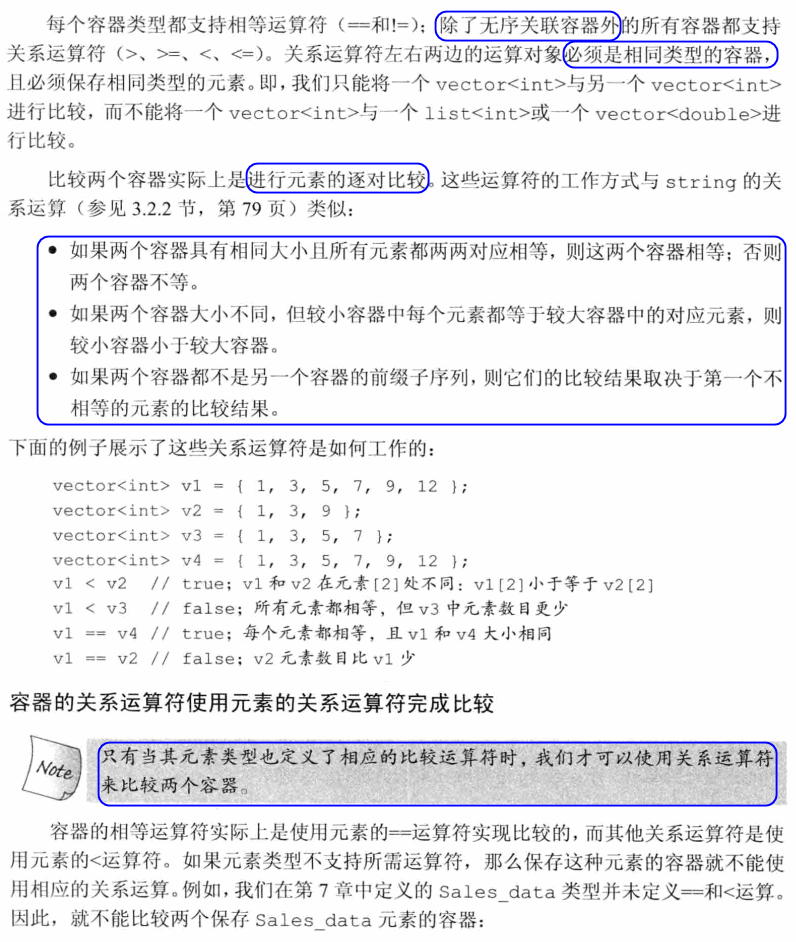 每个容器类型都支持相等运算符（==和!=）；除了无序关联容器外的所有容器都支持
关系运算符（>、>=、<、<=）。关系运算符左右两边的运算对象必须是相同类型的容器，
且必须保存相同类型的元素。即，我们只能将一个 vector<int>与另一个 vector<int>
进行比较，而不能将一个 vector<int>与一个 list<int>或一个 vector<double>进
行比较。
比较两个容器实际上是进行元素的逐对比较。这些运算符的工作方式与 string 的关
系运算（参见 3.2.2 节，第 79 页）类似：
● 如果两个容器具有相同大小且所有元素都两两对应相等，则这两个容器相等；否则
两个容器不等。
● 如果两个容器大小不同，但较小容器中每个元素都等于较大容器中的对应元素，则
较小容器小于较大容器。
● 如果两个容器都不是另一个容器的前缀子序列，则它们的比较结果取决于第一个不
相等的元素的比较结果。
下面的例子展示了这些关系运算符是如何工作的：
vector<int> v1 = { 1, 3, 5, 7, 9, 12 };
vector<int> v2 = { 1, 3, 9 };
vector<int> v3 = { 1, 3, 5, 7 };
vector<int> v4 = { 1, 3, 5, 7, 9, 12 };
v1 < v2 // true; v1 和 v2 在元素[2]处不同：v1[2]小于等于 v2[2]
v1 < v3 // false; 所有元素都相等，但 v3 中元素数目更少
v1 == v4 // true; 每个元素都相等，且 v1 和 v4 大小相同
v1 == v2 // false; v2 元素数目比 v1 少
容器的关系运算符使用元素的关系运算符完成比较
Note
只有当其元素类型也定义了相应的比较运算符时，我们才可以使用关系运算符
来比较两个容器。
容器的相等运算符实际上是使用元素的==运算符实现比较的，而其他关系运算符是使
用元素的<运算符。如果元素类型不支持所需运算符，那么保存这种元素的容器就不能使
用相应的关系运算。例如，我们在第 7 章中定义的 Sales_data 类型并未定义==和<运算。
因此，就不能比较两个保存 Sales_data 元素的容器：